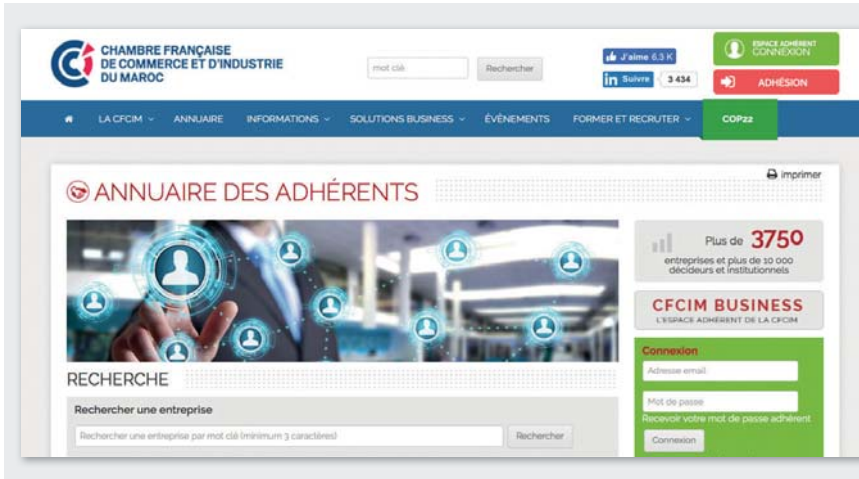 CHAMBRE FRANÇAISE
DE COMMERCE ET D'INDUSTRIE
DU MAROC
mot clé
Rechercher
J'aime 6,3 K
in Suivre 3 434
ESPACE ADHÉRENT
CONNEXION
ADHÉSION
LA CFCIM
ANNUAIRE
INFORMATIONS
SOLUTIONS BUSINESS
ÉVÈNEMENTS
FORMER ET RECRUTER
COP22
imprimer
ANNUAIRE DES ADHÉRENTS
Plus de 3750
entreprises et plus de 10 000
décideurs et institutionnels
CFCIM BUSINESS
L'ESPACE ADHÉRENT DE LA CFCIM
RECHERCHE
Rechercher une entreprise
Rechercher une entreprise par mot clé (minimum 3 caractères)
Rechercher
Connexion
Adresse email
Mot de passe
Recevoir votre mot de passe adhérent
Connexion